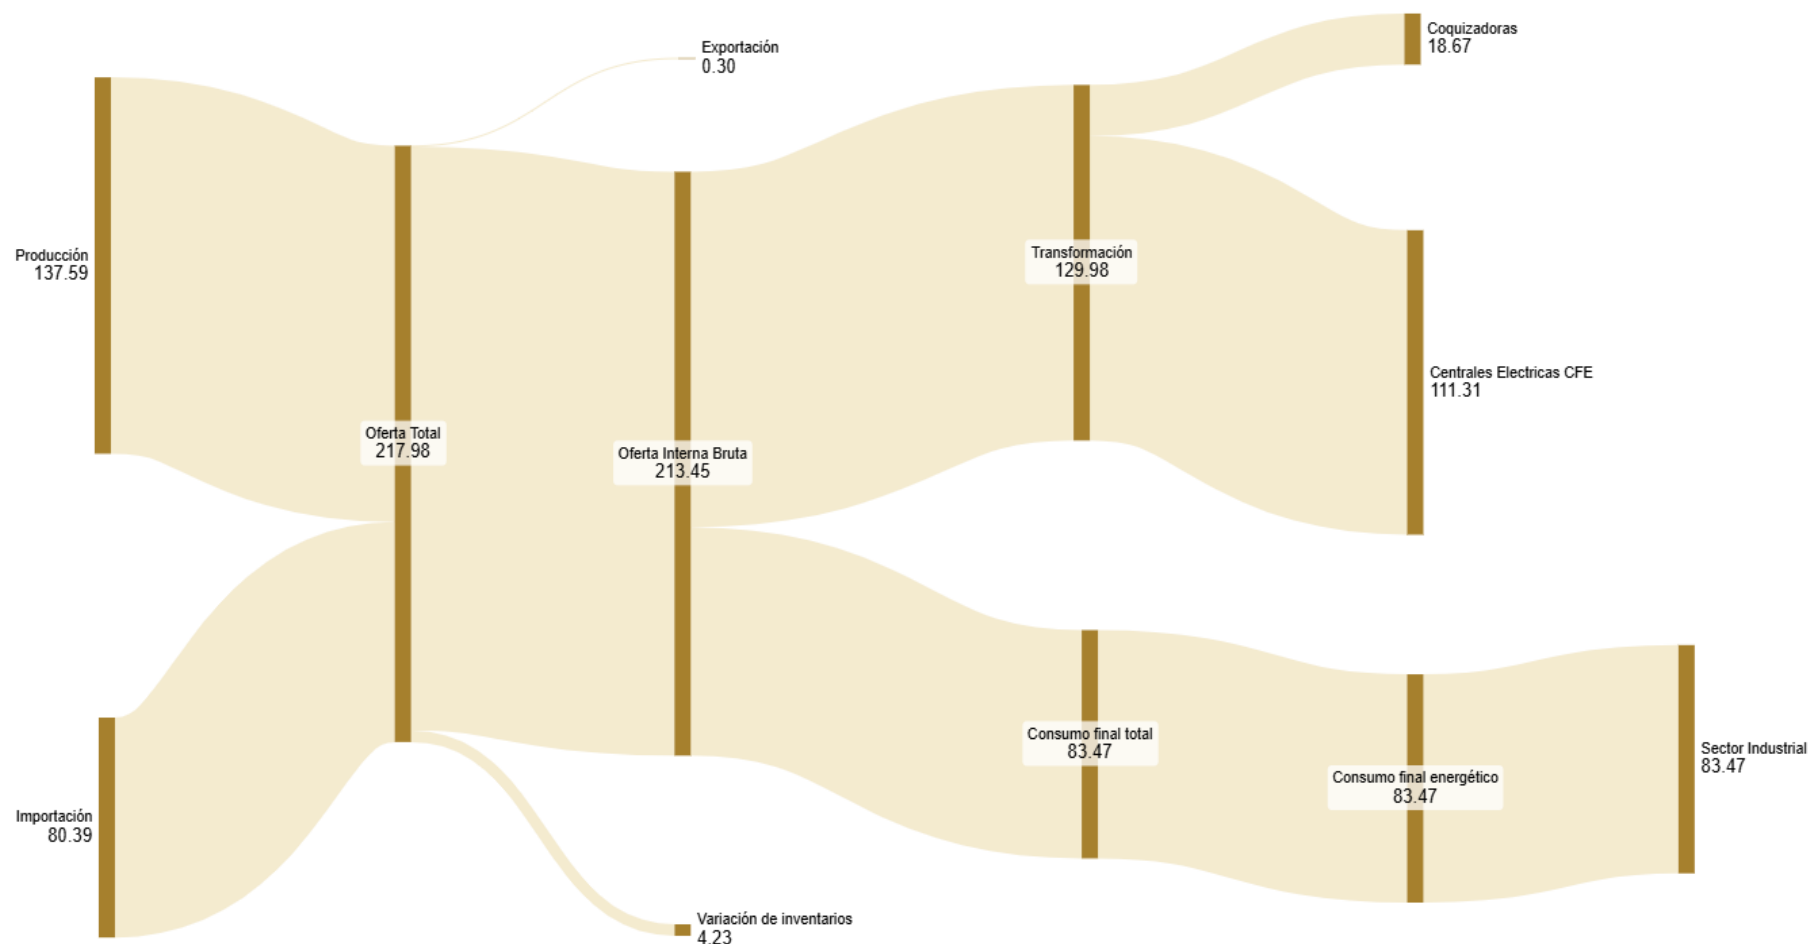 Coquizadoras
18.67
Exportación
0.30
Producción
137.59
Transformación
129.98
Centrales Electricas CFE
111.31
Oferta Total
217.98
Oferta Interna Bruta
213.45
Consumo final total
83.47
Consumo final energético
83.47
Sector Industrial
83.47
Importación
80.39
Variación de inventarios
4.23